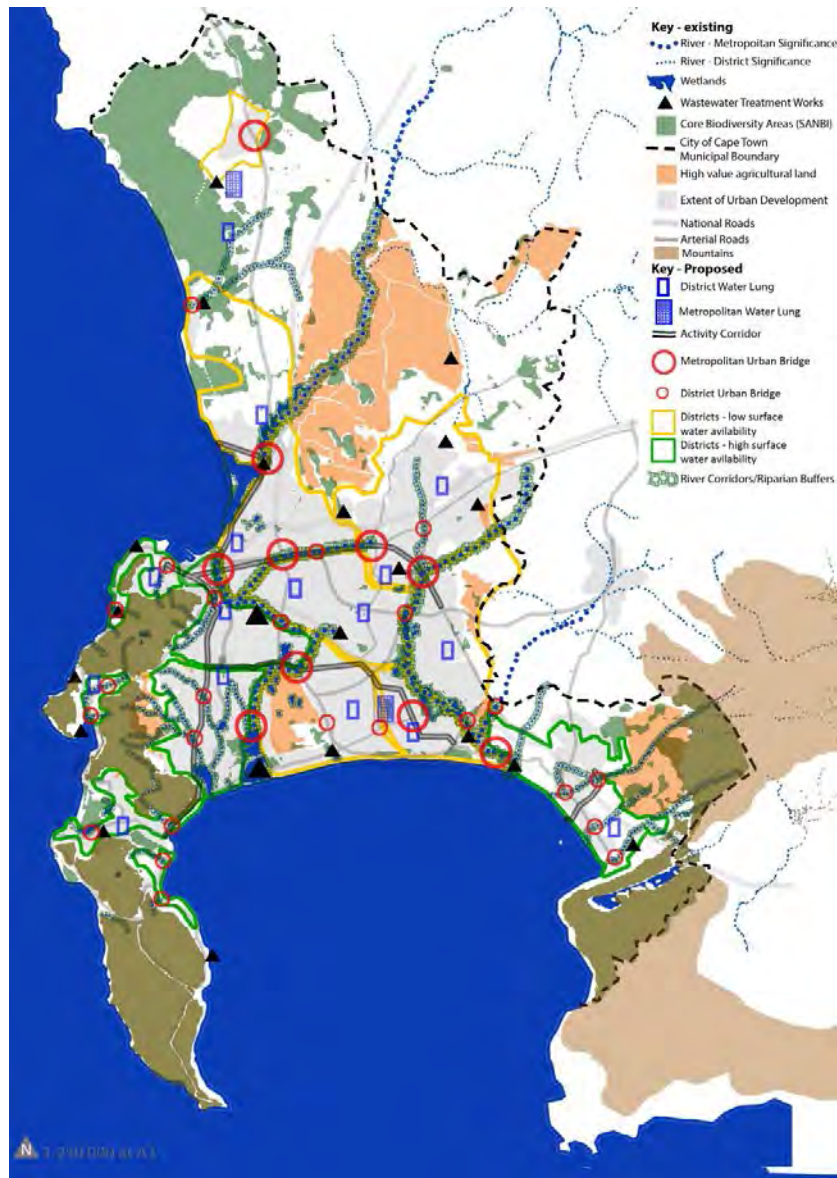 Key - existing
River - Metropolitan Significance
River - District Significance
Wetlands
Wastewater Treatment Works
Core Biodiversity Areas (SANBI)
City of Cape Town
Municipal Boundary
High value agricultural land
Extent of Urban Development
National Roads
Arterial Roads
Mountains
Key - Proposed
District Water Lung
Metropolitan Water Lung
Activity Corridor
Metropolitan Urban Bridge
District Urban Bridge
Districts - low surface
water avilability
Districts - high surface
water avilability
River Corridors/Riparian Buffers
N